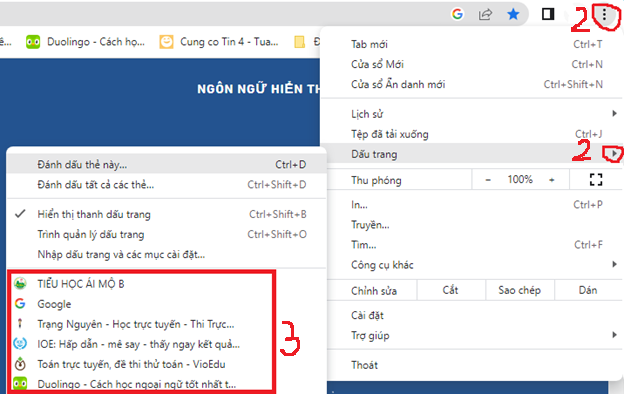 2
ê... Duolingo - Cách học... Cung co Tin 4 - Tua... Đ
NGÔN NGỮ HIỂN TH
Tab mới Ctrl+T
Cửa sổ Mới Ctrl+N
Cửa sổ Ẩn danh mới Ctrl+Shift+N
Lịch sử
Tệp đã tải xuống Ctrl+J
Dấu trang 2
Thu phóng - 100% +
In... Ctrl+P
Truyền...
Tìm... Ctrl+F
Công cụ khác
Chỉnh sửa Cắt Sao chép Dán
Cài đặt
Trợ giúp
Thoát
Đánh dấu thẻ này... Ctrl+D
Đánh dấu tất cả các thẻ... Ctrl+Shift+D
Hiển thị thanh dấu trang Ctrl+Shift+B
Trình quản lý dấu trang Ctrl+Shift+O
Nhập dấu trang và các mục cài đặt...
TIỂU HỌC ÁI MỘ B
Google
Trạng Nguyên - Học trực tuyến - Thi Trực...
IOE: Hấp dẫn - mê say - thấy ngay kết quả...
Toán trực tuyến, đề thi thử toán - VioEdu
Duolingo - Cách học ngoại ngữ tốt nhất t...
3